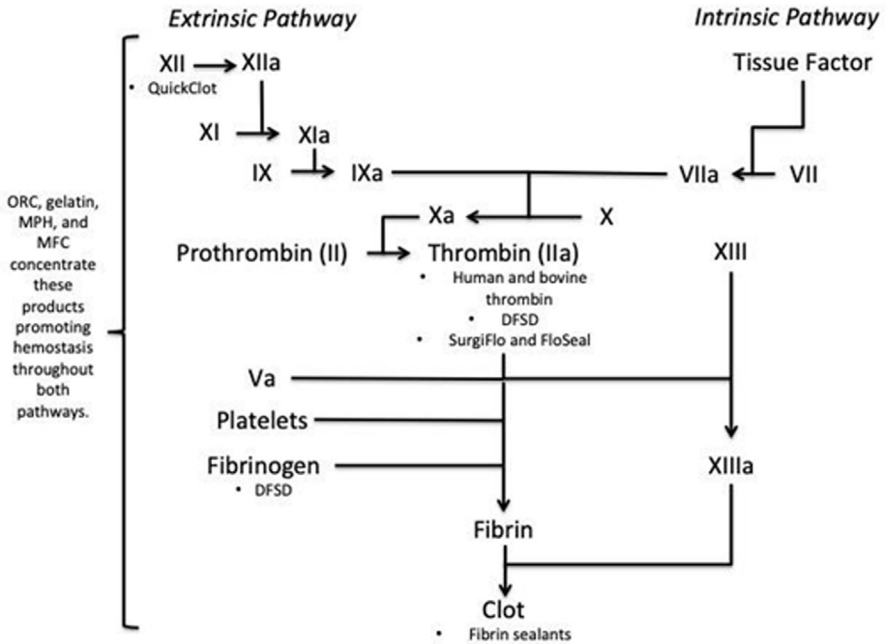 Extrinsic Pathway
Intrinsic Pathway
XII
XIIa
Tissue Factor
• QuickClot
XI
XIa
IX
IXa
VIIa
VII
ORC, gelatin,
MPH, and
MFC
concentrate
these
products
promoting
hemostasis
throughout
both
pathways.
Xa
X
Prothrombin (II)
Thrombin (IIa)
XIII
• Human and bovine
thrombin
• DFSD
• SurgiFlo and FloSeal
Va
Platelets
Fibrinogen
XIIIa
• DFSD
Fibrin
Clot
• Fibrin sealants